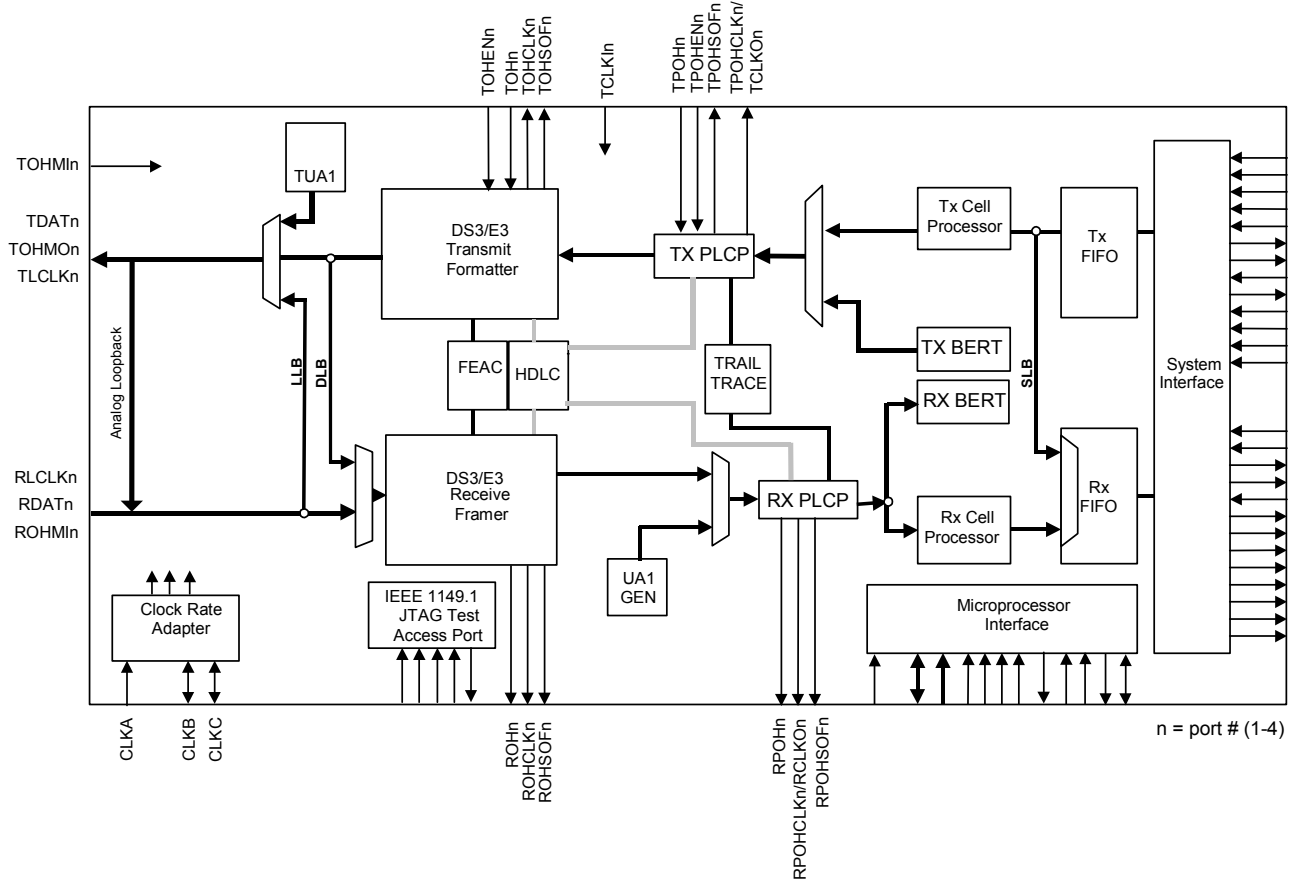 TOHENn
TOHn
TOHCLKn
TOHSOFn
TCLKIn
TPOHn
TPOHENn
TPOHSOFn
TPOHCLKn/
TCLKOn
TOHMIn
TDATn
TOHMOn
TLCLKn
TUA1
DS3/E3
Transmit
Formatter
TX PLCP
Tx Cell
Processor
Tx
FIFO
System
Interface
Analog Loopback
LLB
DLB
FEAC
HDLC
TRAIL
TRACE
TX BERT
RX BERT
SLB
RLCLKn
RDATn
ROHMIn
DS3/E3
Receive
Framer
RX PLCP
Rx Cell
Processor
Rx
FIFO
UA1
GEN
Clock Rate
Adapter
IEEE 1149.1
JTAG Test
Access Port
Microprocessor
Interface
CLKA
CLKB
CLKC
ROHn
ROHCLKn
ROHSOFn
RPOHn
RPOHCLKn/RCLKOn
RPOHSOFn
n = port # (1-4)